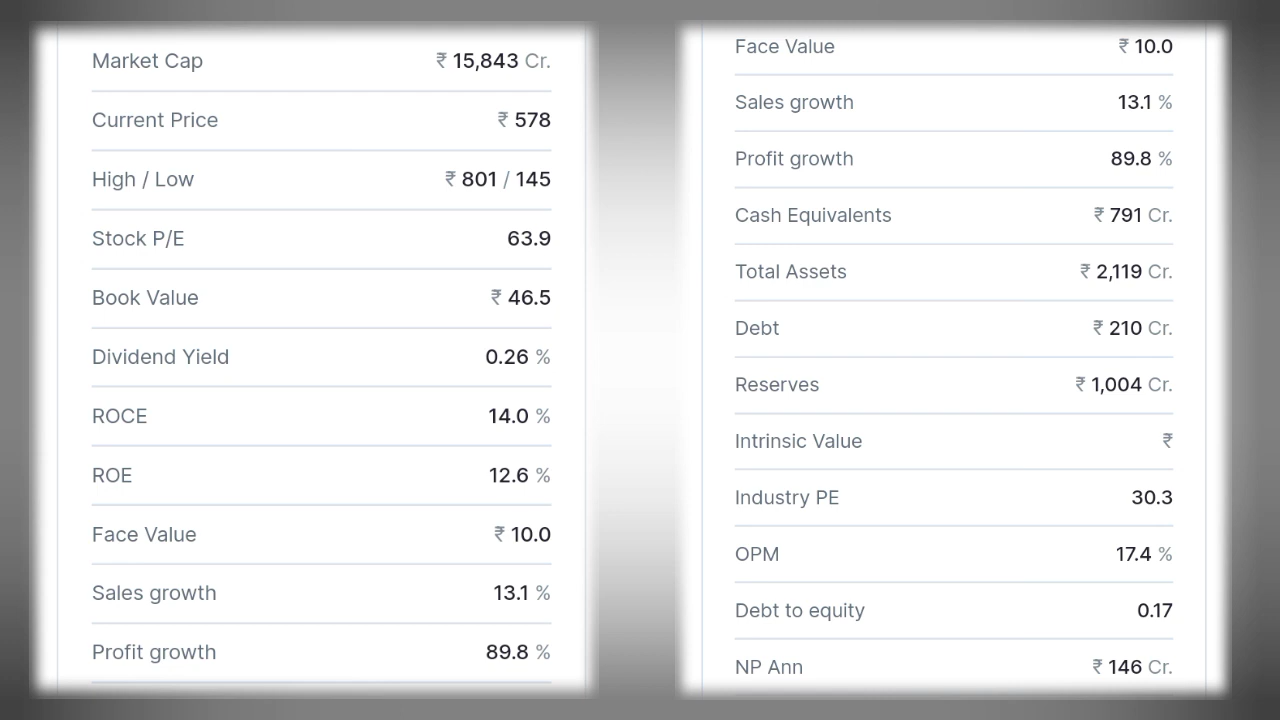 Market Cap ₹ 15,843 Cr.
Current Price ₹ 578
High / Low ₹ 801 / 145
Stock P/E 63.9
Book Value ₹ 46.5
Dividend Yield 0.26 %
ROCE 14.0 %
ROE 12.6 %
Face Value ₹ 10.0
Sales growth 13.1 %
Profit growth 89.8 %
Face Value ₹ 10.0
Sales growth 13.1 %
Profit growth 89.8 %
Cash Equivalents ₹ 791 Cr.
Total Assets ₹ 2,119 Cr.
Debt ₹ 210 Cr.
Reserves ₹ 1,004 Cr.
Intrinsic Value ₹
Industry PE 30.3
OPM 17.4 %
Debt to equity 0.17
NP Ann ₹ 146 Cr.